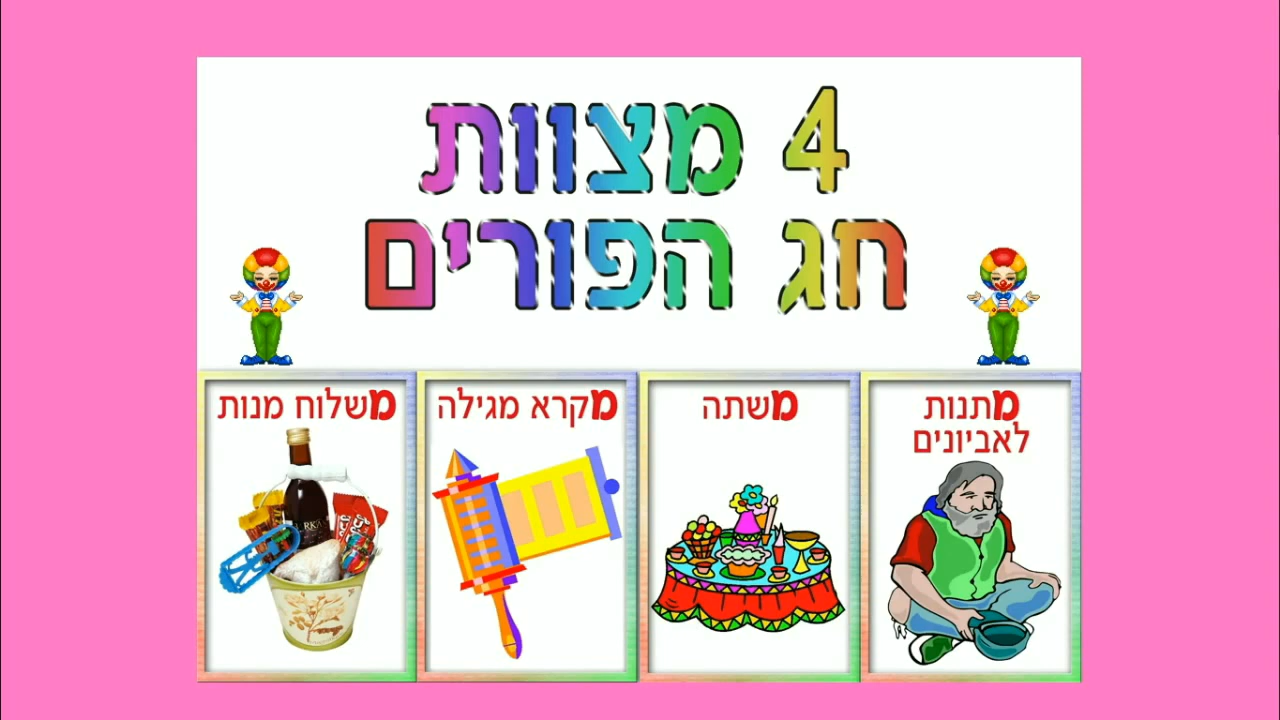 4 מצוות
חג הפורים
מתנות
לאביונים
משתה
מקרא מגילה
משלוח מנות